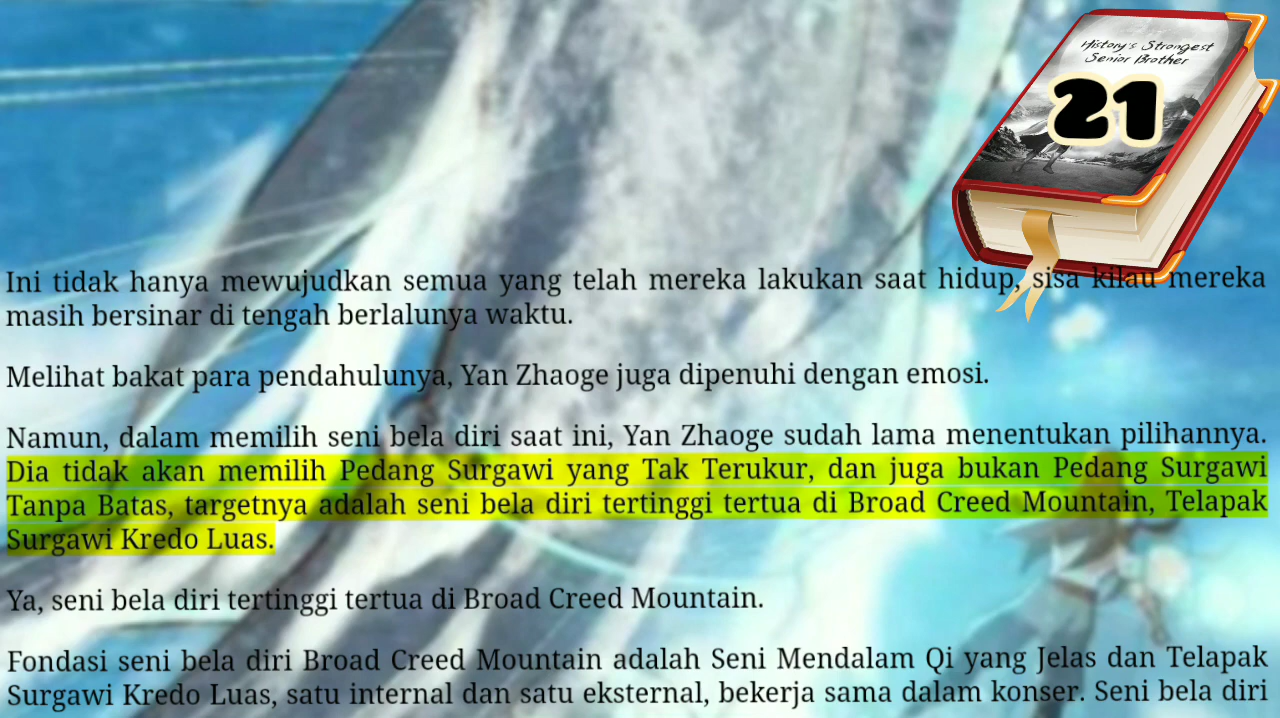 History's Strongest
Senior Brother
21
Ini tidak hanya mewujudkan semua yang telah mereka lakukan saat hidup, sisa kilau mereka
masih bersinar di tengah berlalunya waktu.
Melihat bakat para pendahulunya, Yan Zhaoge juga dipenuhi dengan emosi.
Namun, dalam memilih seni bela diri saat ini, Yan Zhaoge sudah lama menentukan pilihannya.
Dia tidak akan memilih Pedang Surgawi yang Tak Terukur, dan juga bukan Pedang Surgawi
Tanpa Batas, targetnya adalah seni bela diri tertinggi tertua di Broad Creed Mountain, Telapak
Surgawi Kredo Luas.
Ya, seni bela diri tertinggi tertua di Broad Creed Mountain.
Fondasi seni bela diri Broad Creed Mountain adalah Seni Mendalam Qi yang Jelas dan Telapak
Surgawi Kredo Luas, satu internal dan satu eksternal, bekerja sama dalam konser. Seni bela diri